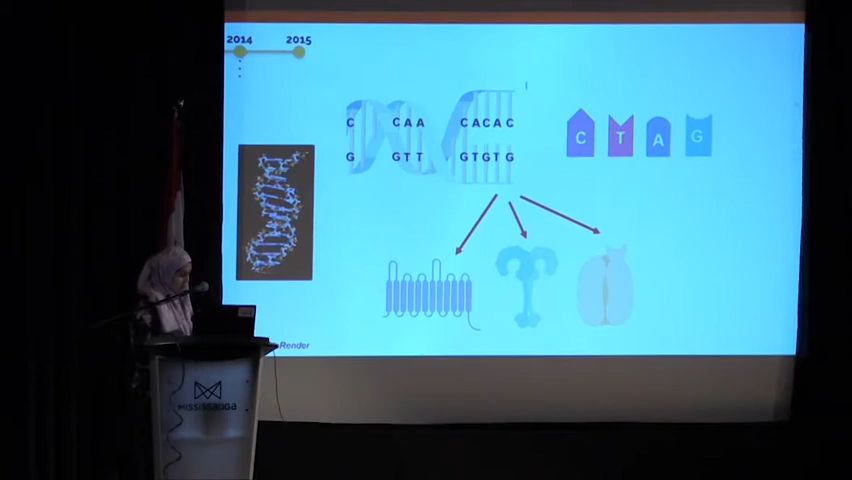 2014 2015
C CAA CACAC
G GTT GTGTG
C T A G
Render
MISSISSAUGA